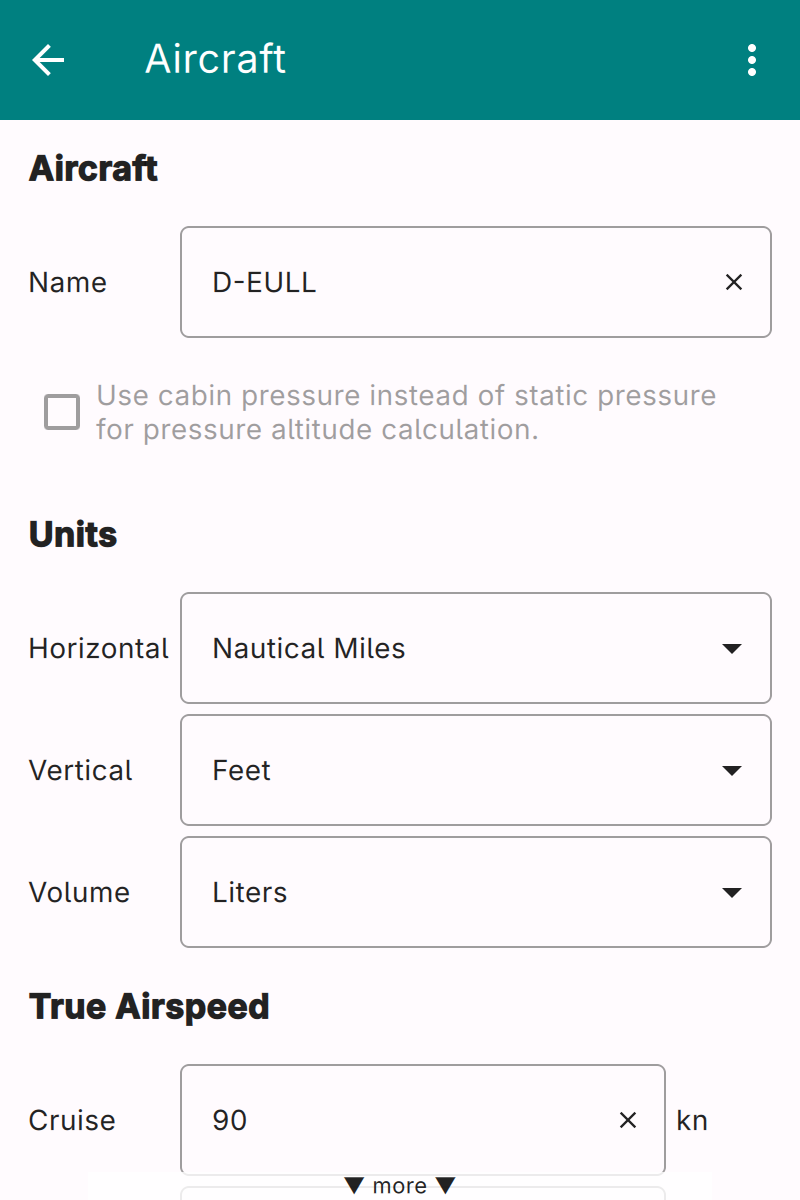 Aircraft
Aircraft
Name D-EULL
Use cabin pressure instead of static pressure
for pressure altitude calculation.
Units
Horizontal Nautical Miles
Vertical Feet
Volume Liters
True Airspeed
Cruise 90 kn
▼ more ▼